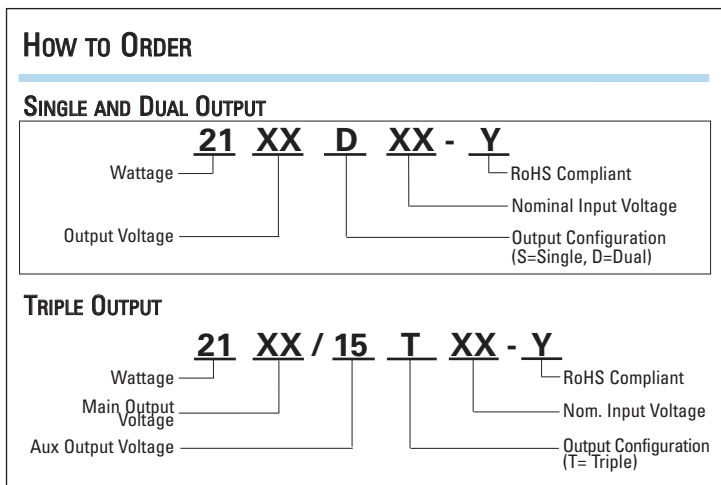 HOW TO ORDER
SINGLE AND DUAL OUTPUT
21 XX D XX - Y
Wattage
RoHS Compliant
Nominal Input Voltage
Output Voltage
Output Configuration
(S=Single, D=Dual)
TRIPLE OUTPUT
21 XX / 15 T XX - Y
Wattage
RoHS Compliant
Main Output
Voltage
Nom. Input Voltage
Aux Output Voltage
Output Configuration
(T= Triple)